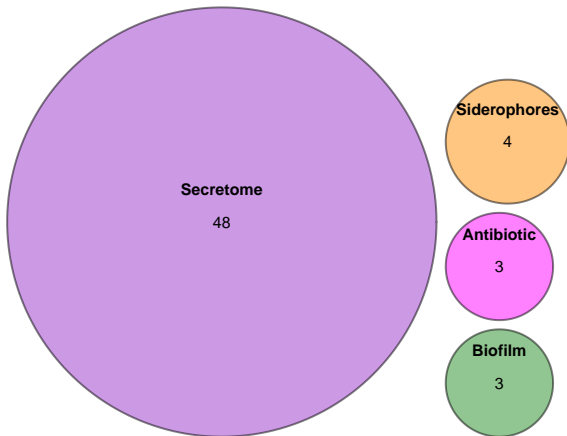 Secretome
48
Siderophores
4
Antibiotic
3
Biofilm
3